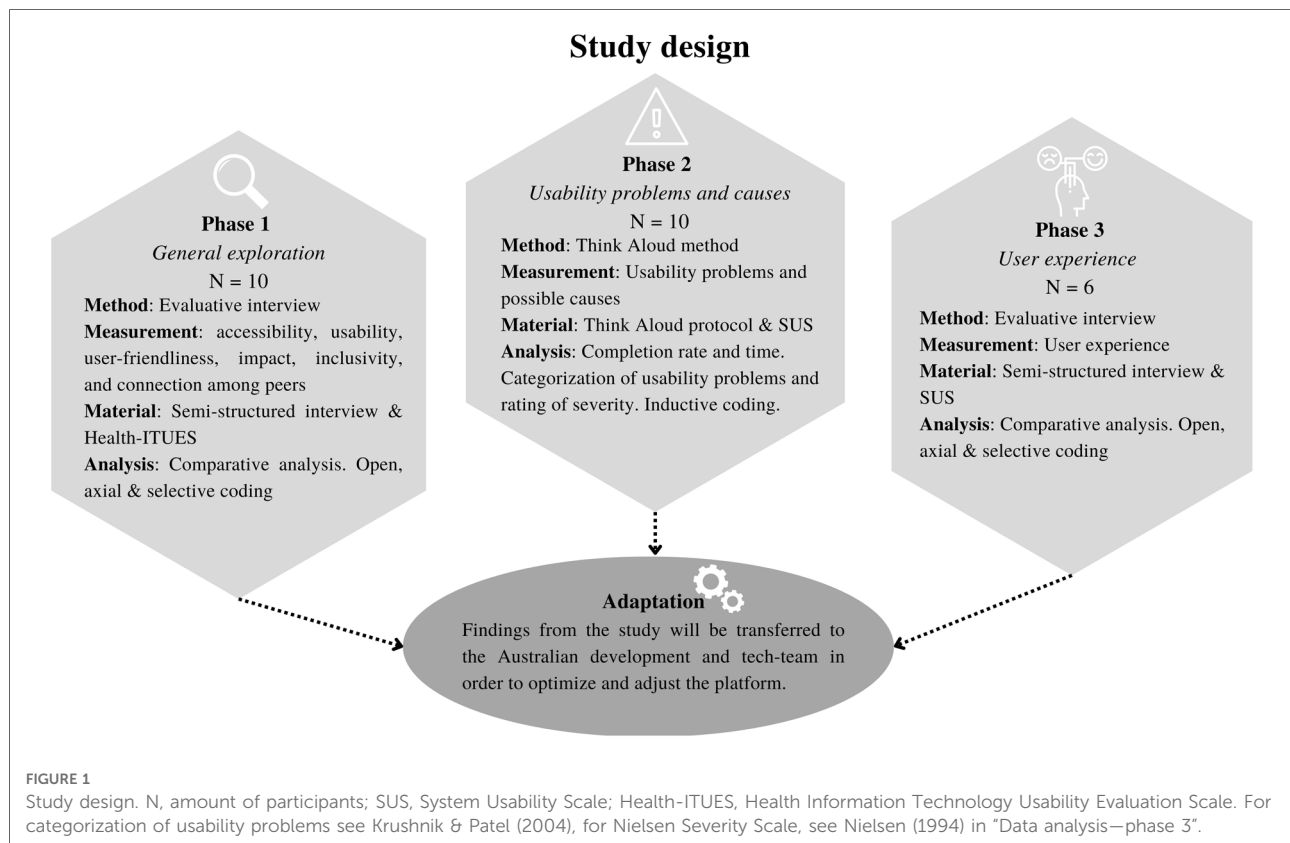 Study design
Phase 1
General exploration
N = 10
Method: Evaluative interview
Measurement: accessibility, usability,
user-friendliness, impact, inclusivity,
and connection among peers
Material: Semi-structured interview &
Health-ITUES
Analysis: Comparative analysis. Open,
axial & selective coding
Phase 2
Usability problems and causes
N = 10
Method: Think Aloud method
Measurement: Usability problems and
possible causes
Material: Think Aloud protocol & SUS
Analysis: Completion rate and time.
Categorization of usability problems and
rating of severity. Inductive coding.
Phase 3
User experience
N = 6
Method: Evaluative interview
Measurement: User experience
Material: Semi-structured interview &
SUS
Analysis: Comparative analysis. Open,
axial & selective coding
Adaptation
Findings from the study will be transferred to
the Australian development and tech-team in
order to optimize and adjust the platform.
FIGURE 1
Study design. N, amount of participants; SUS, System Usability Scale; Health-ITUES, Health Information Technology Usability Evaluation Scale. For
categorization of usability problems see Krushnik & Patel (2004), for Nielsen Severity Scale, see Nielsen (1994) in “Data analysis—phase 3”.